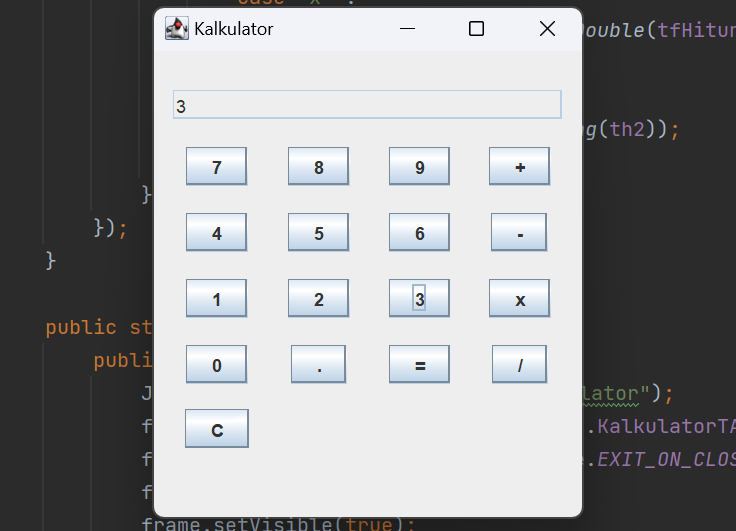 case "x" :
Kalkulator
Double(tfHitun
3
g(th2));
7 8 9 +
}
4 5 6 -
});
}
1 2 3 x
public st
0 . = /
publi
J lator");
C
f .KalkulatorTA
f .EXIT_ON_CLOS
f
frame.setVisible(true);